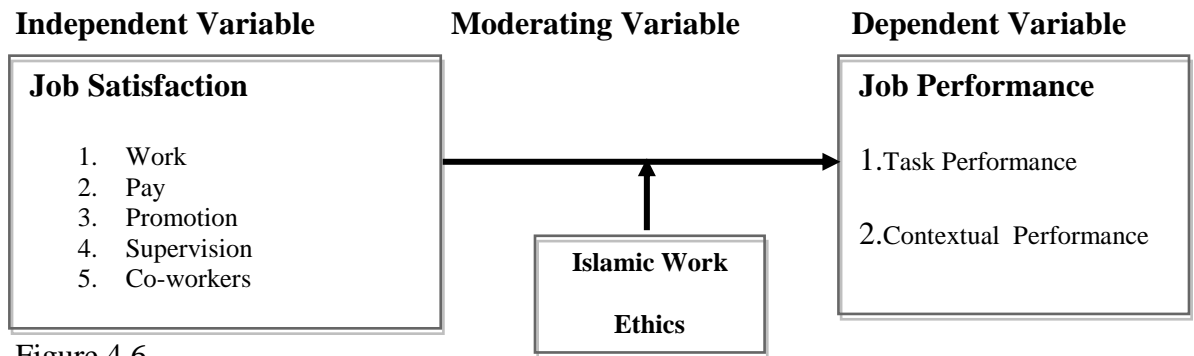 Independent Variable Moderating Variable Dependent Variable
Job Satisfaction
1. Work
2. Pay
3. Promotion
4. Supervision
5. Co-workers
Islamic Work
Ethics
Job Performance
1.Task Performance
2.Contextual Performance
Figure 4.6